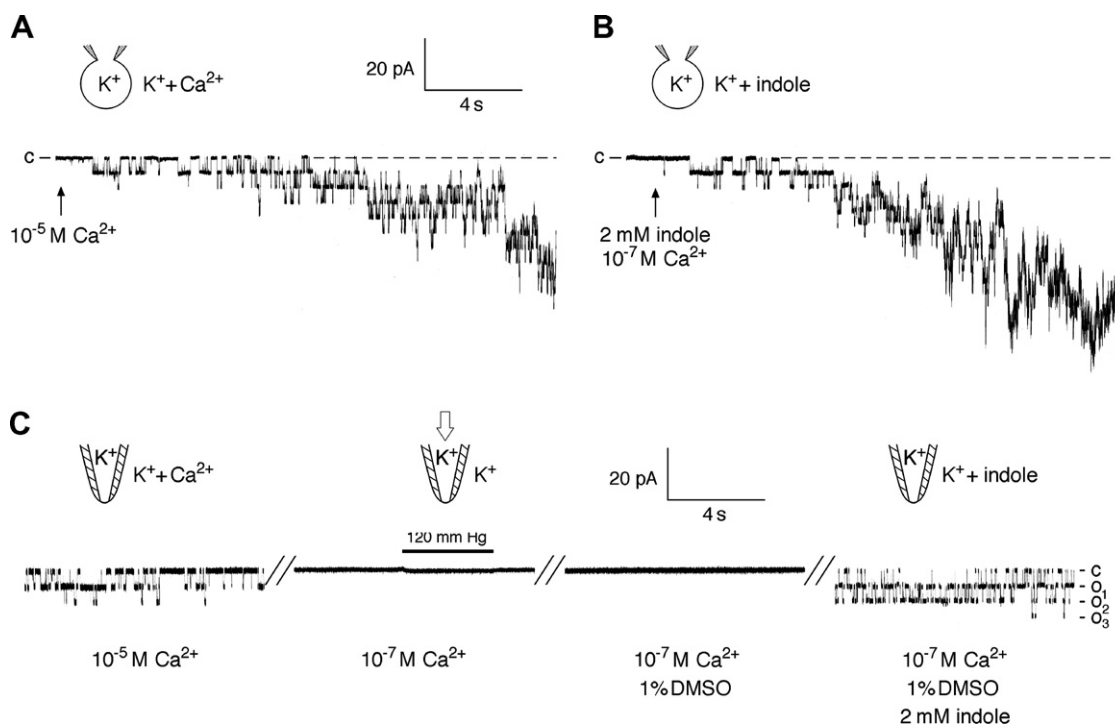 A
K⁺
K⁺ + Ca²⁺
20 pA
4 s
C
10⁻⁵ M Ca²⁺
B
K⁺
K⁺ + indole
C
2 mM indole
10⁻⁷M Ca²⁺
C
K⁺
K⁺ + Ca²⁺
K⁺
K⁺
120 mm Hg
20 pA
4 s
K⁺
K⁺ + indole
C
O₁
O₂
O₃
10⁻⁵ M Ca²⁺
10⁻⁷ M Ca²⁺
10⁻⁷ M Ca²⁺
1% DMSO
10⁻⁷ M Ca²⁺
1% DMSO
2 mM indole